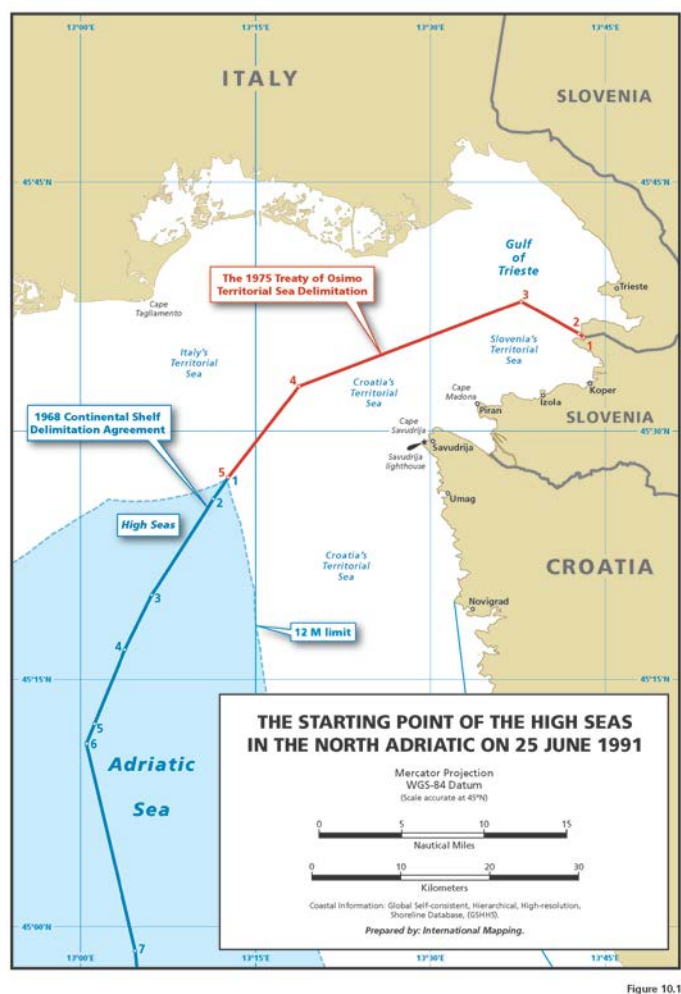 13°00'E
13°15'E
13°30'E
13°45'E
ITALY
SLOVENIA
45°45'N
45°45'N
Gulf
of
Trieste
The 1975 Treaty of Osimo
Territorial Sea Delimitation
Trieste
Cape
Tagliamento
3
2
1
Italy's
Territorial
Sea
Slovenia's
Territorial
Sea
4
Croatia's
Territorial
Sea
Cape
Madona
Koper
Izola
Piran
1968 Continental Shelf
Delimitation Agreement
Cape
Savudrija
SLOVENIA
45°30'N
Savudrija
Savudrija
lighthouse
5
1
2
Umag
High Seas
Croatia's
Territorial
Sea
CROATIA
3
Novigrad
12 M limit
4
45°15'N
45°15'N
5
6
Adriatic
Sea
THE STARTING POINT OF THE HIGH SEAS
IN THE NORTH ADRIATIC ON 25 JUNE 1991
Mercator Projection
WGS-84 Datum
(Scale accurate at 45°N)
0 5 10 15
Nautical Miles
0 10 20 30
Kilometers
Coastal Information: Global Self-consistent, Hierarchical, High-resolution,
Shoreline Database, (GSHHS).
Prepared by: International Mapping.
45°00'N
45°00'N
7
13°00'E
13°15'E
13°30'E
13°45'E
Figure 10.1